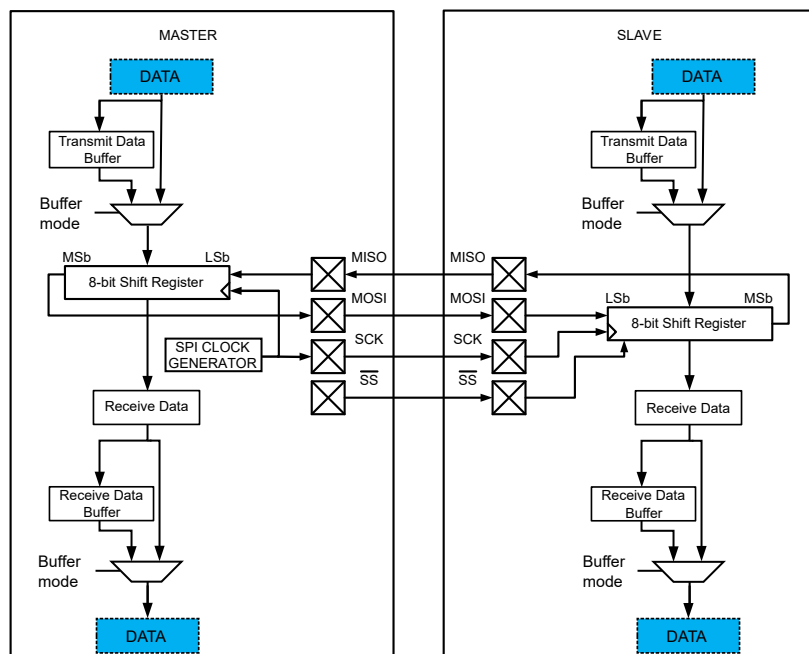 MASTER
DATA
Transmit Data
Buffer
Buffer
mode
MSb
LSb
8-bit Shift Register
SPI CLOCK
GENERATOR
Receive Data
Receive Data
Buffer
Buffer
mode
DATA
MISO
MOSI
SCK
SS
MISO
MOSI
SCK
SS
SLAVE
DATA
Transmit Data
Buffer
Buffer
mode
LSb
MSb
8-bit Shift Register
Receive Data
Receive Data
Buffer
Buffer
mode
DATA